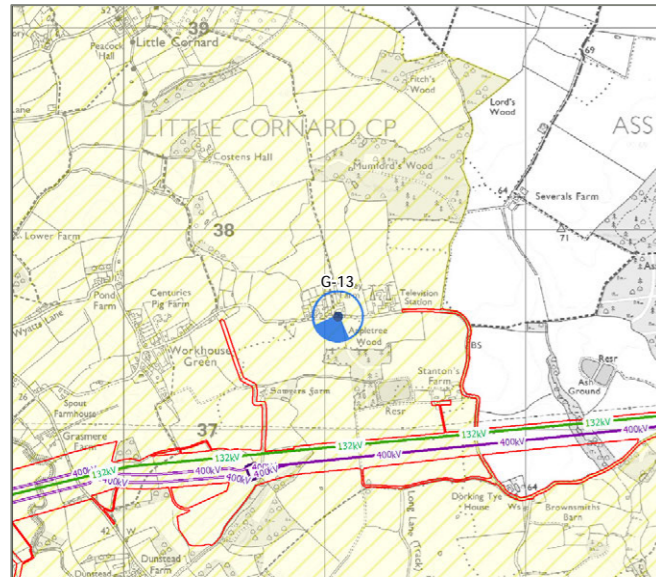 52
39
Peacock
Hall
Little Cornard
Fitch's
Wood
Lord's
Wood
69
LITTLE CORNARD CP
ASS
Costens Hall
Mumford's Wood
64
Severals Farm
Lower Farm
38
71
G-13
Television
Station
Pond
Farm
Centuries
Pig Farm
Wyatts Lane
Appletree
Wood
BS
Workhouse
Green
Stanton's
Farm
Resr
Ash
Ground
26
Spout
Farmhouse
Sawyers Farm
Resr
Grasmere
Farm
37
132kV
132kV
132kV
132kV
132kV
400kV
400kV
400kV
400kV
400kV
400kV
400kV
Dorking Tye
House
64
Ws
Brownsmiths
Barn
Long Lane (Track)
42
W
Dunstead
Farm
Dunstead